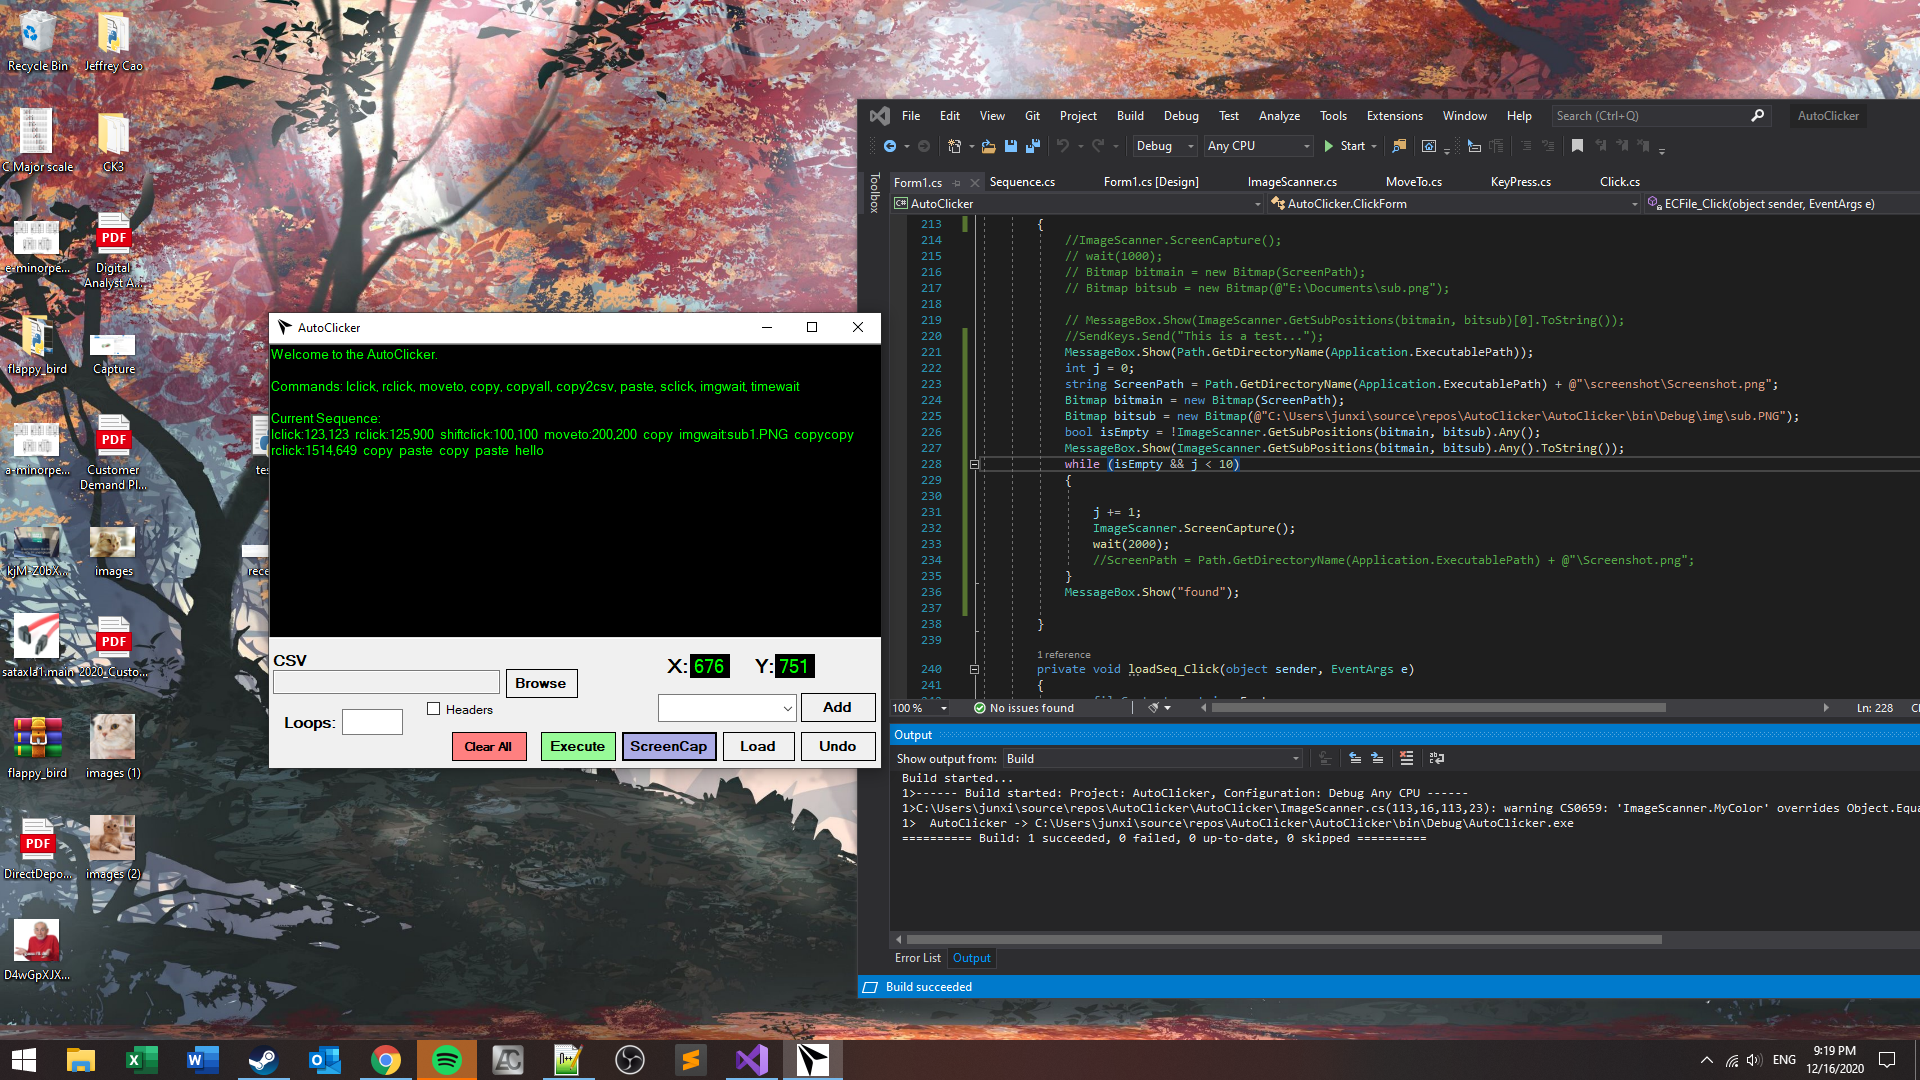 Recycle Bin
Jeffrey Cao
C Major scale
CK3
e-minorpe...
Digital
Analyst A...
flappy_bird
Capture
a-minorpe...
Customer
Demand Pl...
kjM-Z0bX...
images
sataxla1.main
2020_Custo...
flappy_bird
images (1)
DirectDepo...
images (2)
D4wGpXJX...
PDF
PDF
PDF
PDF
AutoClicker
Welcome to the AutoClicker.
Commands: lclick, rclick, moveto, copy, copyall, copy2csv, paste, sclick, imgwait, timewait
Current Sequence:
lclick:123,123 rclick:125,900 shiftclick:100,100 moveto:200,200 copy imgwait:sub1.PNG copycopy
rclick:1514,649 copy paste copy paste hello
CSV
Browse
X: 676 Y: 751
Headers
Loops:
Add
Clear All Execute ScreenCap Load Undo
File Edit View Git Project Build Debug Test Analyze Tools Extensions Window Help Search (Ctrl+Q) AutoClicker
Debug Any CPU Start
Toolbox
Form1.cs Sequence.cs Form1.cs [Design] ImageScanner.cs MoveTo.cs KeyPress.cs Click.cs
C# AutoClicker AutoClicker.ClickForm ECFile_Click(object sender, EventArgs e)
213 {
214 //ImageScanner.ScreenCapture();
215 // wait(1000);
216 // Bitmap bitmain = new Bitmap(ScreenPath);
217 // Bitmap bitsub = new Bitmap(@"E:\Documents\sub.png");
218
219 // MessageBox.Show(ImageScanner.GetSubPositions(bitmain, bitsub)[0].ToString());
220 //SendKeys.Send("This is a test...");
221 MessageBox.Show(Path.GetDirectoryName(Application.ExecutablePath));
222 int j = 0;
223 string ScreenPath = Path.GetDirectoryName(Application.ExecutablePath) + @"\screenshot\Screenshot.png";
224 Bitmap bitmain = new Bitmap(ScreenPath);
225 Bitmap bitsub = new Bitmap(@"C:\Users\junxi\source\repos\AutoClicker\AutoClicker\bin\Debug\img\sub.PNG");
226 bool isEmpty = !ImageScanner.GetSubPositions(bitmain, bitsub).Any();
227 MessageBox.Show(ImageScanner.GetSubPositions(bitmain, bitsub).Any().ToString());
228 while (isEmpty && j < 10)
229 {
230
231 j += 1;
232 ImageScanner.ScreenCapture();
233 wait(2000);
234 //ScreenPath = Path.GetDirectoryName(Application.ExecutablePath) + @"\Screenshot.png";
235 }
236 MessageBox.Show("found");
237
238 }
239
1 reference
240 private void loadSeq_Click(object sender, EventArgs e)
241 {
100 % No issues found Ln: 228
Output
Show output from: Build
Build started...
1>------ Build started: Project: AutoClicker, Configuration: Debug Any CPU ------
1>C:\Users\junxi\source\repos\AutoClicker\AutoClicker\ImageScanner.cs(113,16,113,23): warning CS0659: 'ImageScanner.MyColor' overrides Object.Equa
1> AutoClicker -> C:\Users\junxi\source\repos\AutoClicker\AutoClicker\bin\Debug\AutoClicker.exe
========== Build: 1 succeeded, 0 failed, 0 up-to-date, 0 skipped ==========
Error List Output
Build succeeded
ENG
9:19 PM
12/16/2020